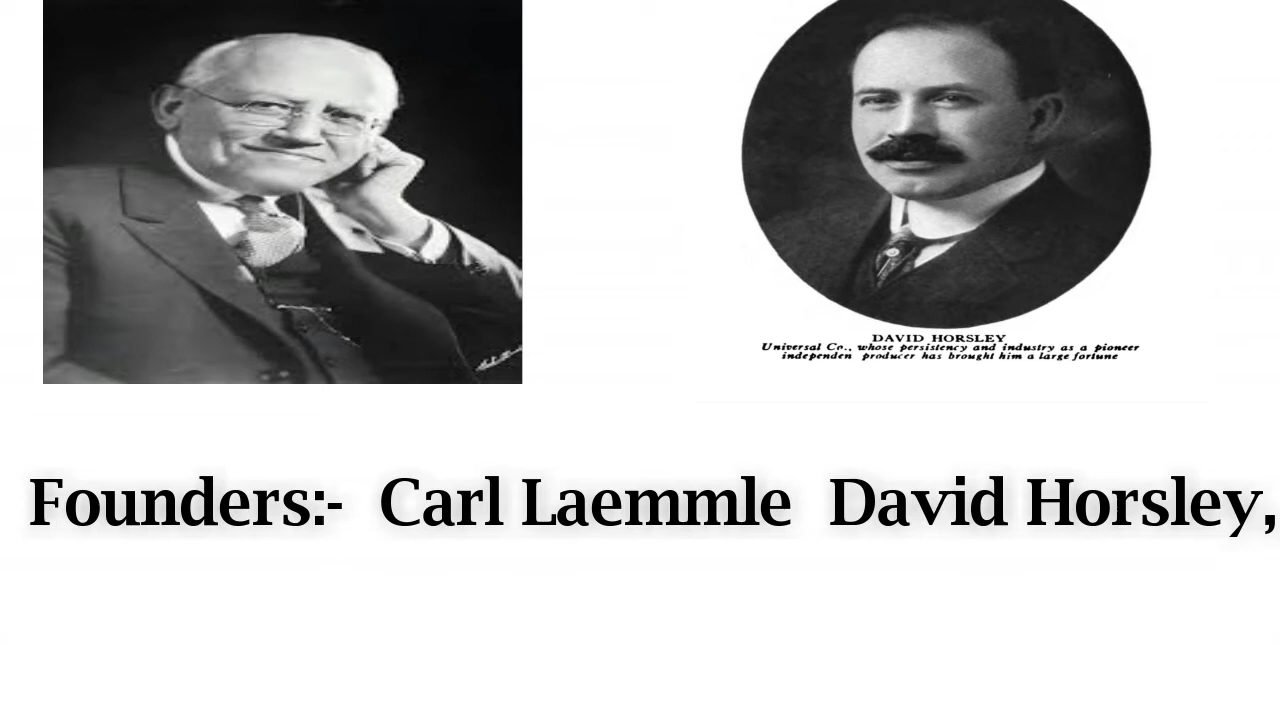 DAVID HORSLEY
Universal Co., whose persistency and industry as a pioneer
independen producer has brought him a large fortune
Founders:- Carl Laemmle David Horsley,